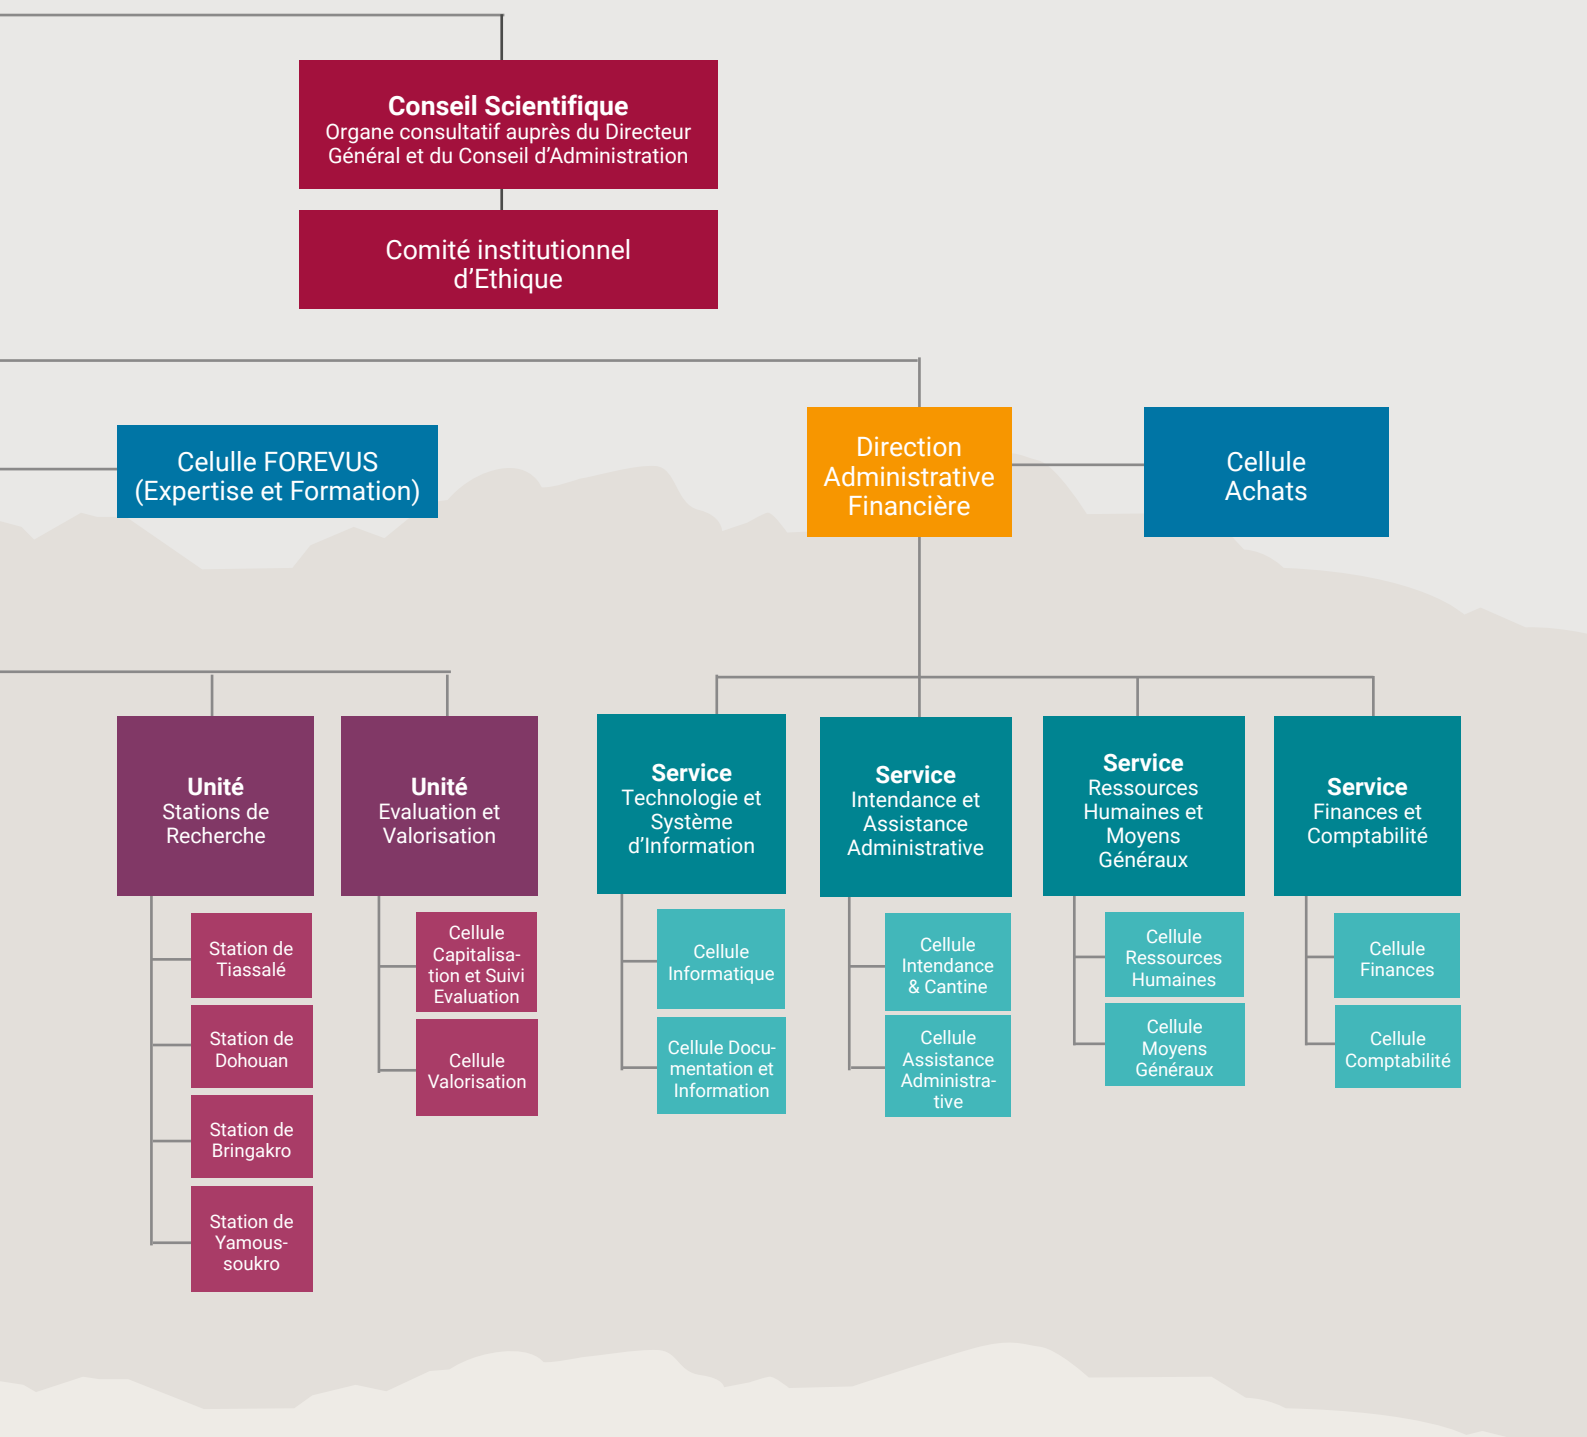 Conseil Scientifique
Organe consultatif auprès du Directeur
Général et du Conseil d'Administration
Comité institutionnel
d'Ethique
Celulle FOREVUS
(Expertise et Formation)
Direction
Administrative
Financière
Cellule
Achats
Unité
Stations de
Recherche
Station de
Tiassalé
Station de
Dohouan
Station de
Bringakro
Station de
Yamous-
soukro
Unité
Evaluation et
Valorisation
Cellule
Capitalisa-
tion et Suivi
Evaluation
Cellule
Valorisation
Service
Technologie et
Système
d'Information
Cellule
Informatique
Cellule Docu-
mentation et
Information
Service
Intendance et
Assistance
Administrative
Cellule
Intendance
& Cantine
Cellule
Assistance
Administra-
tive
Service
Ressources
Humaines et
Moyens
Généraux
Cellule
Ressources
Humaines
Cellule
Moyens
Généraux
Service
Finances et
Comptabilité
Cellule
Finances
Cellule
Comptabilité